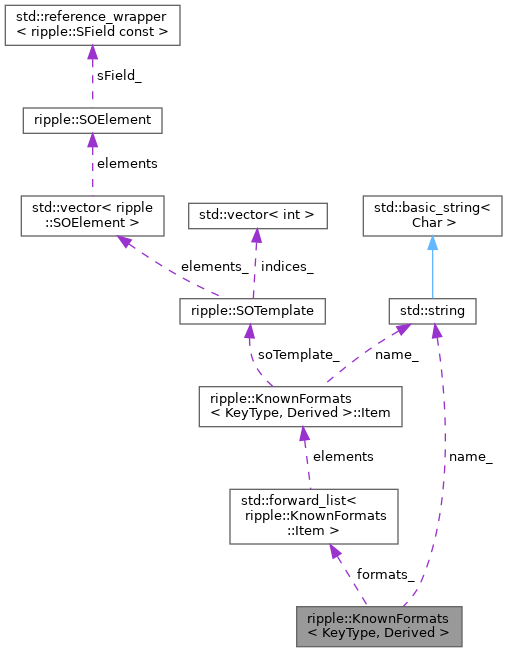 std::reference_wrapper
< ripple::SField const >
sField_
ripple::SOElement
elements
std::vector< ripple
::SOElement >
std::vector< int >
std::basic_string<
Char >
elements_
indices_
ripple::SOTemplate
std::string
soTemplate_
name_
ripple::KnownFormats
< KeyType, Derived >::Item
elements
name_
std::forward_list<
ripple::KnownFormats
::Item >
formats_
ripple::KnownFormats
< KeyType, Derived >